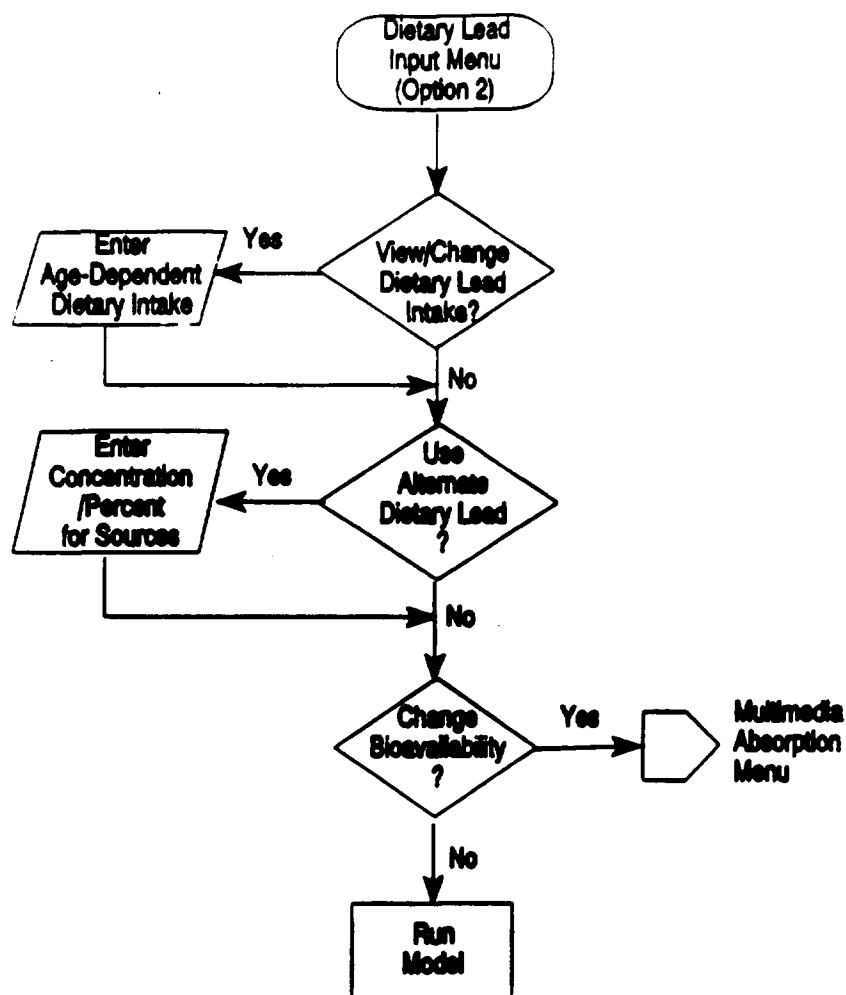 Dietary Lead
Input Menu
(Option 2)
View/Change
Dietary Lead
Intake?
Yes
Enter
Age-Dependent
Dietary Intake
No
Use
Alternate
Dietary Lead
?
Yes
Enter
Concentration
/Percent
for Sources
No
Change
Bioavailability
?
Yes
Multimedia
Absorption
Menu
No
Run
Model